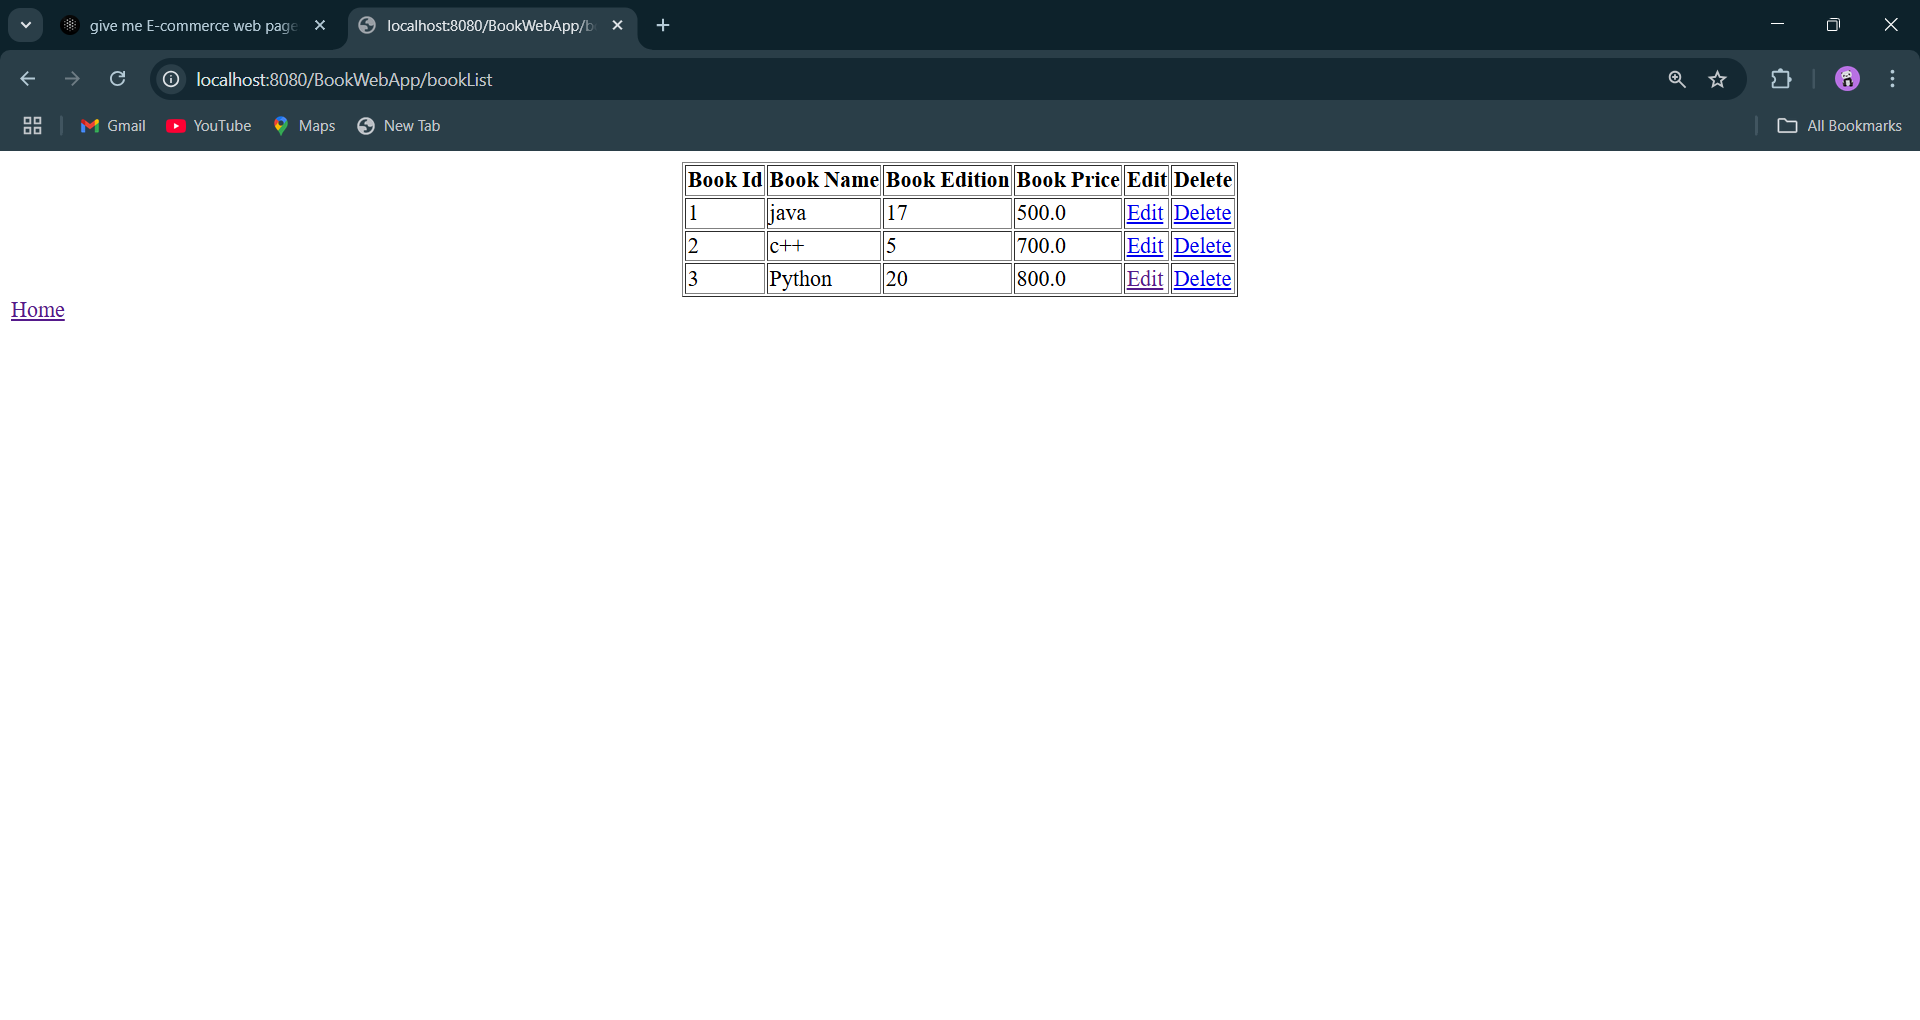 give me E-commerce web page
localhost:8080/BookWebApp/b
localhost:8080/BookWebApp/bookList
Gmail YouTube Maps New Tab All Bookmarks
Book Id Book Name Book Edition Book Price Edit Delete
1 java 17 500.0 Edit Delete
2 c++ 5 700.0 Edit Delete
3 Python 20 800.0 Edit Delete
Home